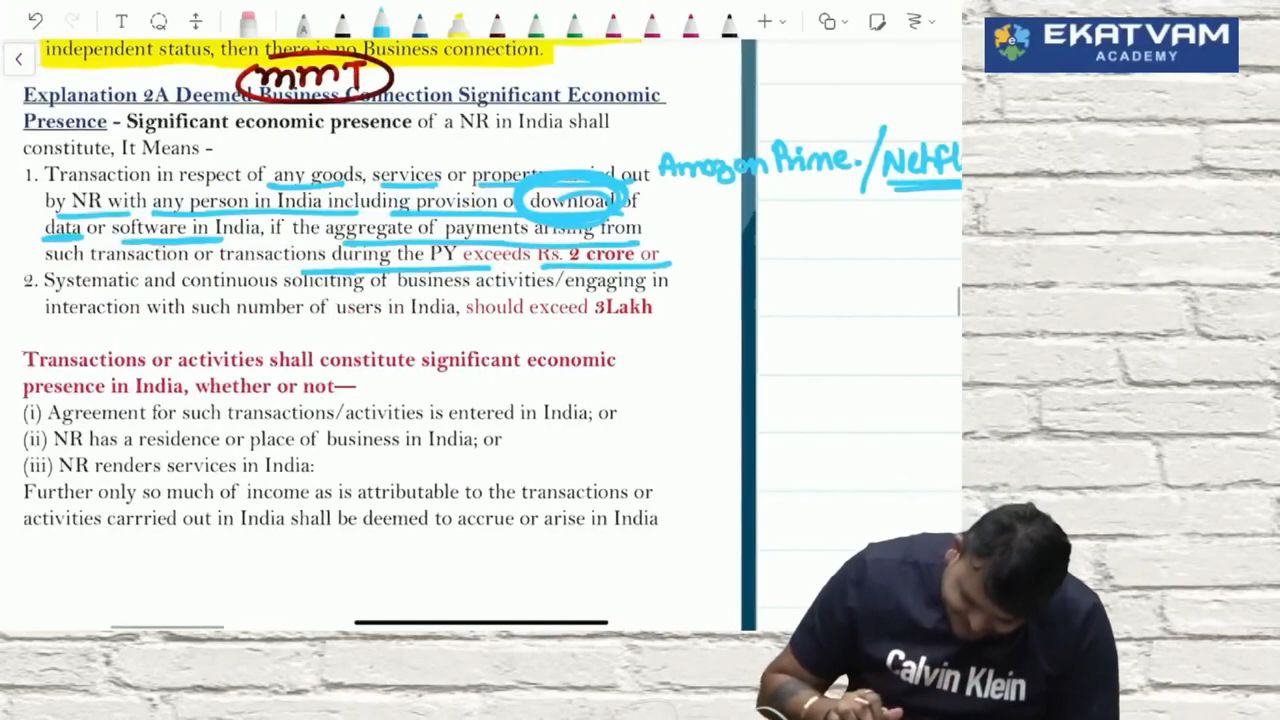 independent status, then there is no Business connection.
MMT
EKATVAM
ACADEMY
Explanation 2A Deemed Business Connection Significant Economic
Presence - Significant economic presence of a NR in India shall
constitute, It Means -
1. Transaction in respect of any goods, services or property carried out
by NR with any person in India including provision of download of
data or software in India, if the aggregate of payments arising from
such transaction or transactions during the PY exceeds Rs. 2 crore or
Amazon Prime. / Netfl
2. Systematic and continuous soliciting of business activities/engaging in
interaction with such number of users in India, should exceed 3Lakh
Transactions or activities shall constitute significant economic
presence in India, whether or not—
(i) Agreement for such transactions/activities is entered in India; or
(ii) NR has a residence or place of business in India; or
(iii) NR renders services in India:
Further only so much of income as is attributable to the transactions or
activities carrried out in India shall be deemed to accrue or arise in India
Calvin Klein